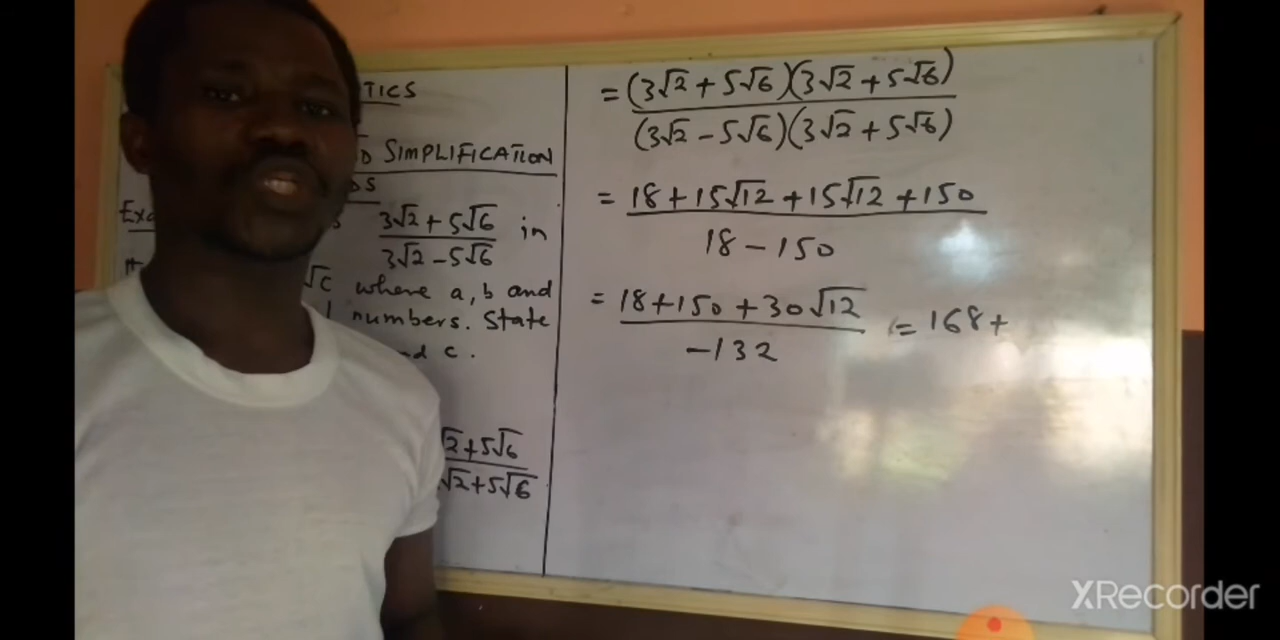 TICS
SIMPLIFICATION
DS
3√2 + 5√6 in
3√2 - 5√6
√c where a, b and
numbers. State
c.
√2 + 5√6
√2 + 5√6
= (3√2 + 5√6)(3√2 + 5√6)
(3√2 - 5√6)(3√2 + 5√6)
= 18 + 15√12 + 15√12 + 150
18 - 150
= 18 + 150 + 30√12 = 168 +
-132
XRecorder